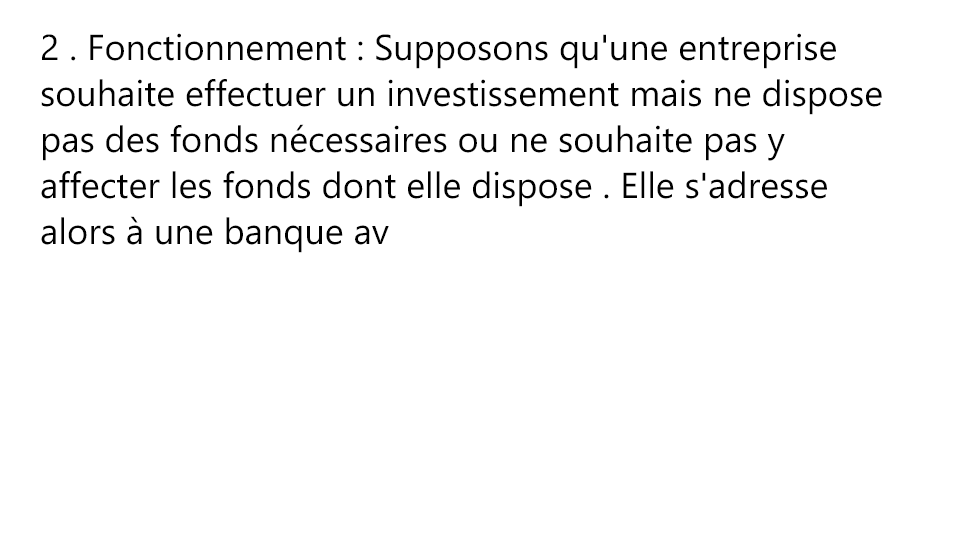 2 . Fonctionnement : Supposons qu'une entreprise
souhaite effectuer un investissement mais ne dispose
pas des fonds nécessaires ou ne souhaite pas y
affecter les fonds dont elle dispose . Elle s'adresse
alors à une banque av